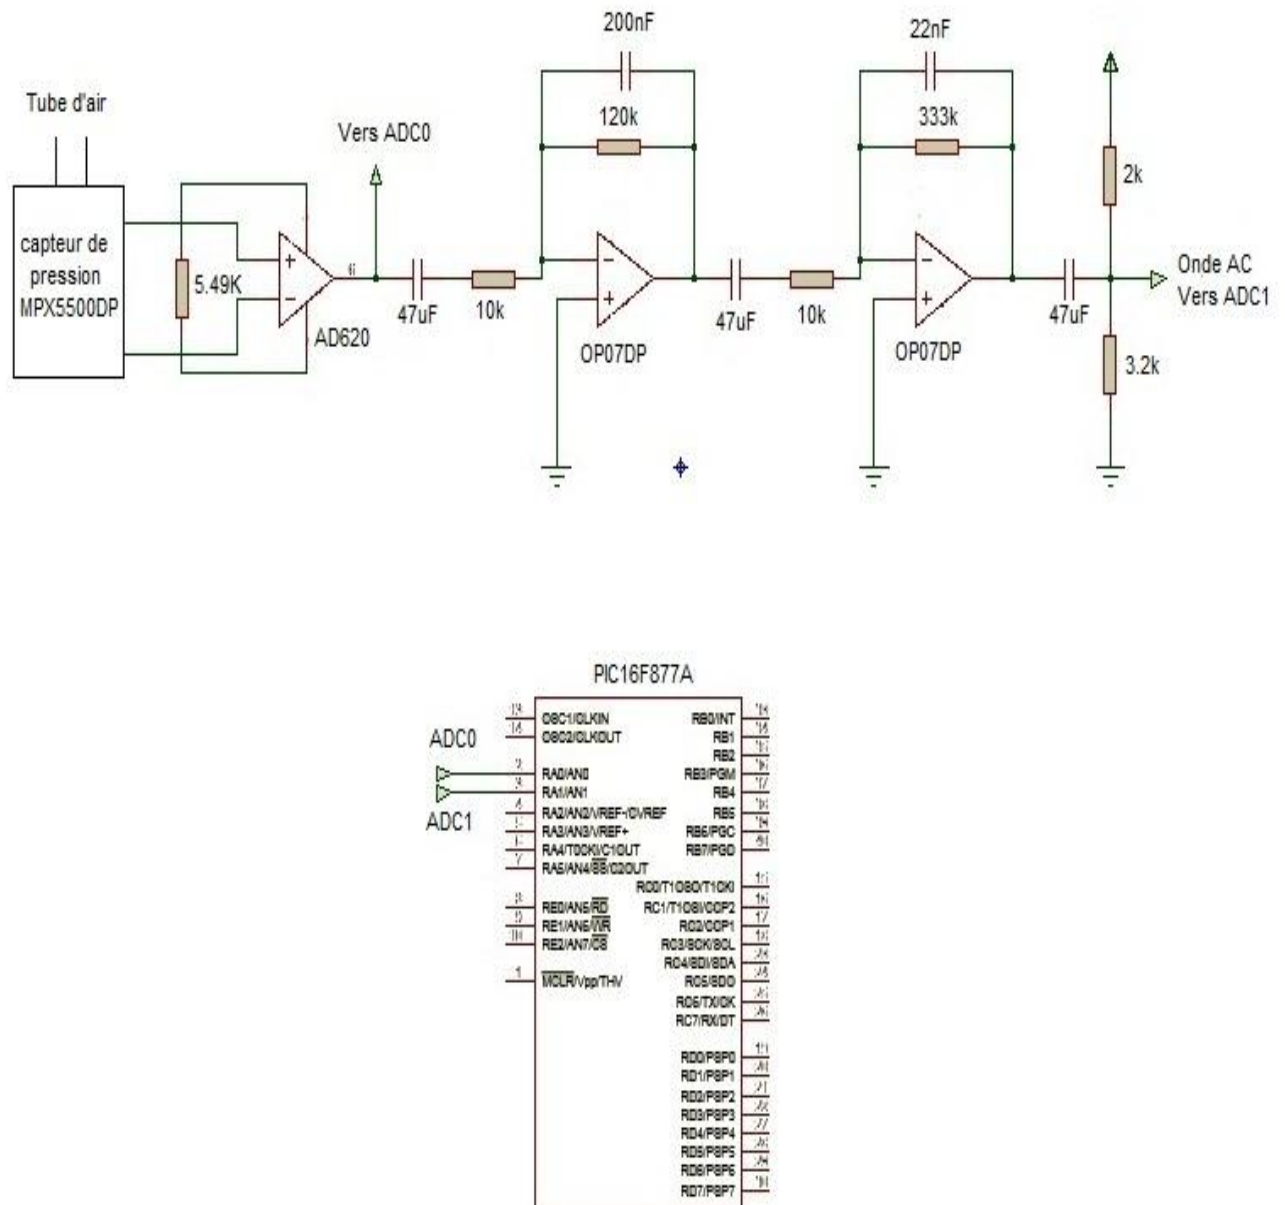 200nF
22nF
Tube d'air
120k
333k
Vers ADC0
2k
capteur de
pression
MPX5500DP
5.49K
+
−
6
AD620
47uF
10k
−
+
OP07DP
47uF
10k
−
+
OP07DP
47uF
Onde AC
Vers ADC1
3.2k
PIC16F877A
ADC0
ADC1
OSC1/CLKIN
OSC2/CLKOUT
RA0/AN0
RA1/AN1
RA2/AN2/VREF-/CVREF
RA3/AN3/VREF+
RA4/T0CKI/C1OUT
RA5/AN4/SS/C2OUT
RE0/AN5/RD
RE1/AN6/WR
RE2/AN7/CS
1
MCLR/Vpp/THV
RB0/INT
RB1
RB2
RB3/PGM
RB4
RB5
RB6/PGC
RB7/PGD
RC0/T1OSO/T1CKI
RC1/T1OSI/CCP2
RC2/CCP1
RC3/SCK/SCL
RC4/SDI/SDA
RC5/SDO
RC6/TX/CK
RC7/RX/DT
RD0/PSP0
RD1/PSP1
RD2/PSP2
RD3/PSP3
RD4/PSP4
RD5/PSP5
RD6/PSP6
RD7/PSP7